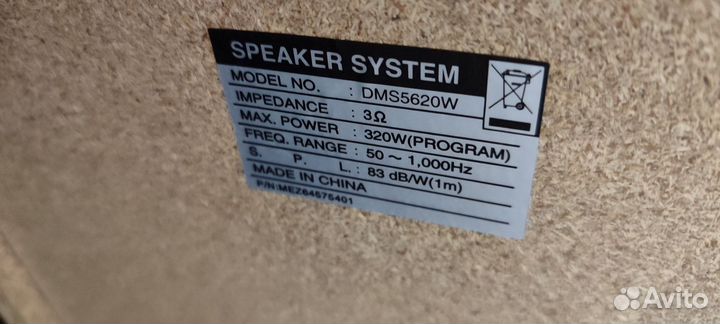 SPEAKER SYSTEM
MODEL NO. : DMS5620W
IMPEDANCE : 3Ω
MAX. POWER : 320W(PROGRAM)
FREQ. RANGE : 50 ~ 1,000Hz
S. P. L. : 83 dB/W(1m)
MADE IN CHINA
P/N:MEZ64575401
Avito